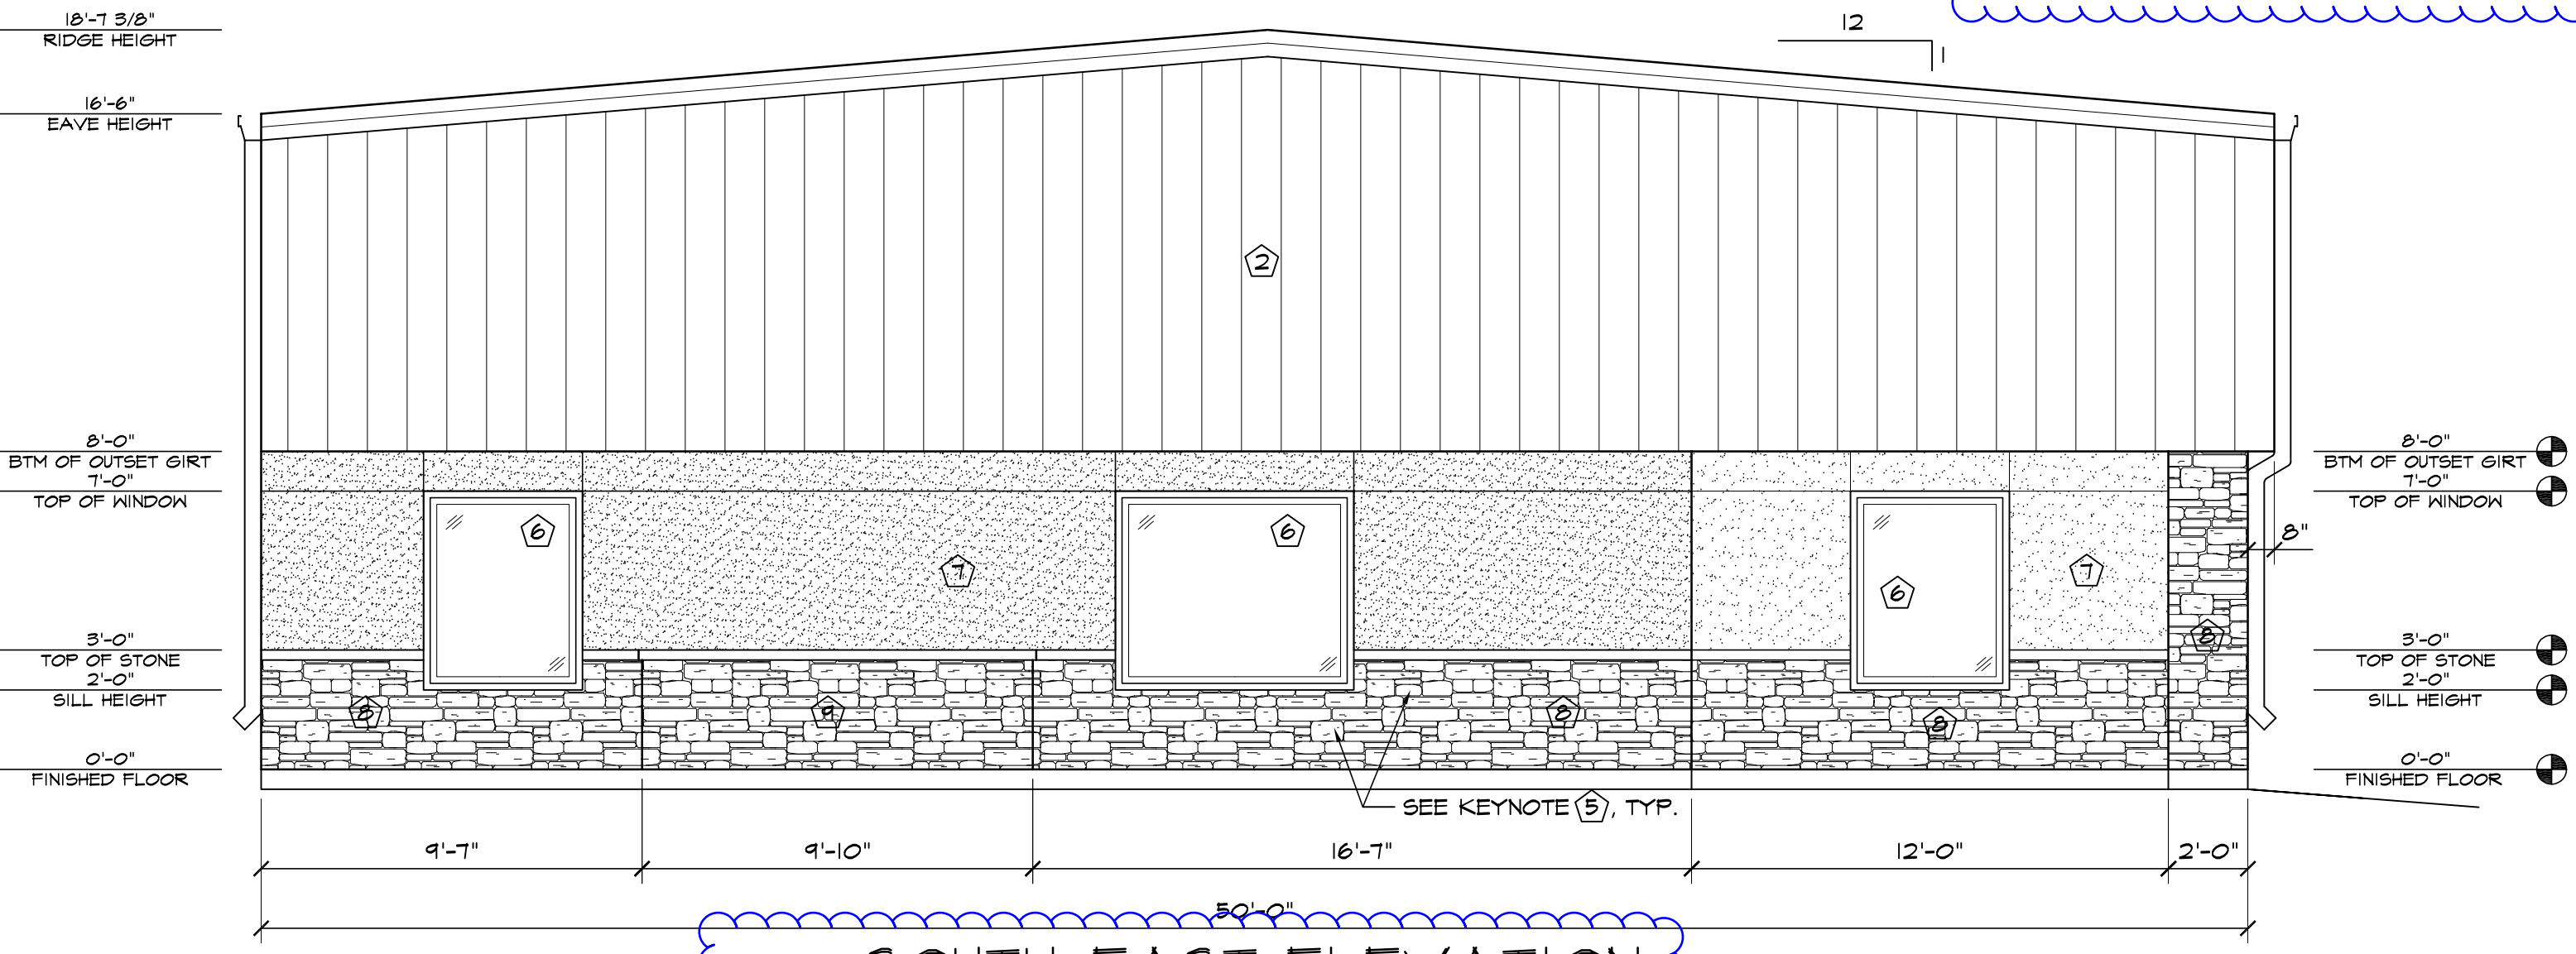 18'-7 3/8"
RIDGE HEIGHT
12
1
16'-6"
EAVE HEIGHT
2
8'-0"
BTM OF OUTSET GIRT
7'-0"
TOP OF WINDOW
8'-0"
BTM OF OUTSET GIRT
7'-0"
TOP OF WINDOW
6
6
8"
7
6
7
3'-0"
TOP OF STONE
2'-0"
SILL HEIGHT
8
3'-0"
TOP OF STONE
2'-0"
SILL HEIGHT
8
9
8
8
0'-0"
FINISHED FLOOR
0'-0"
FINISHED FLOOR
SEE KEYNOTE 5, TYP.
9'-7"
9'-10"
16'-7"
12'-0"
2'-0"
50'-0"
SOUTH EAST ELEVATION